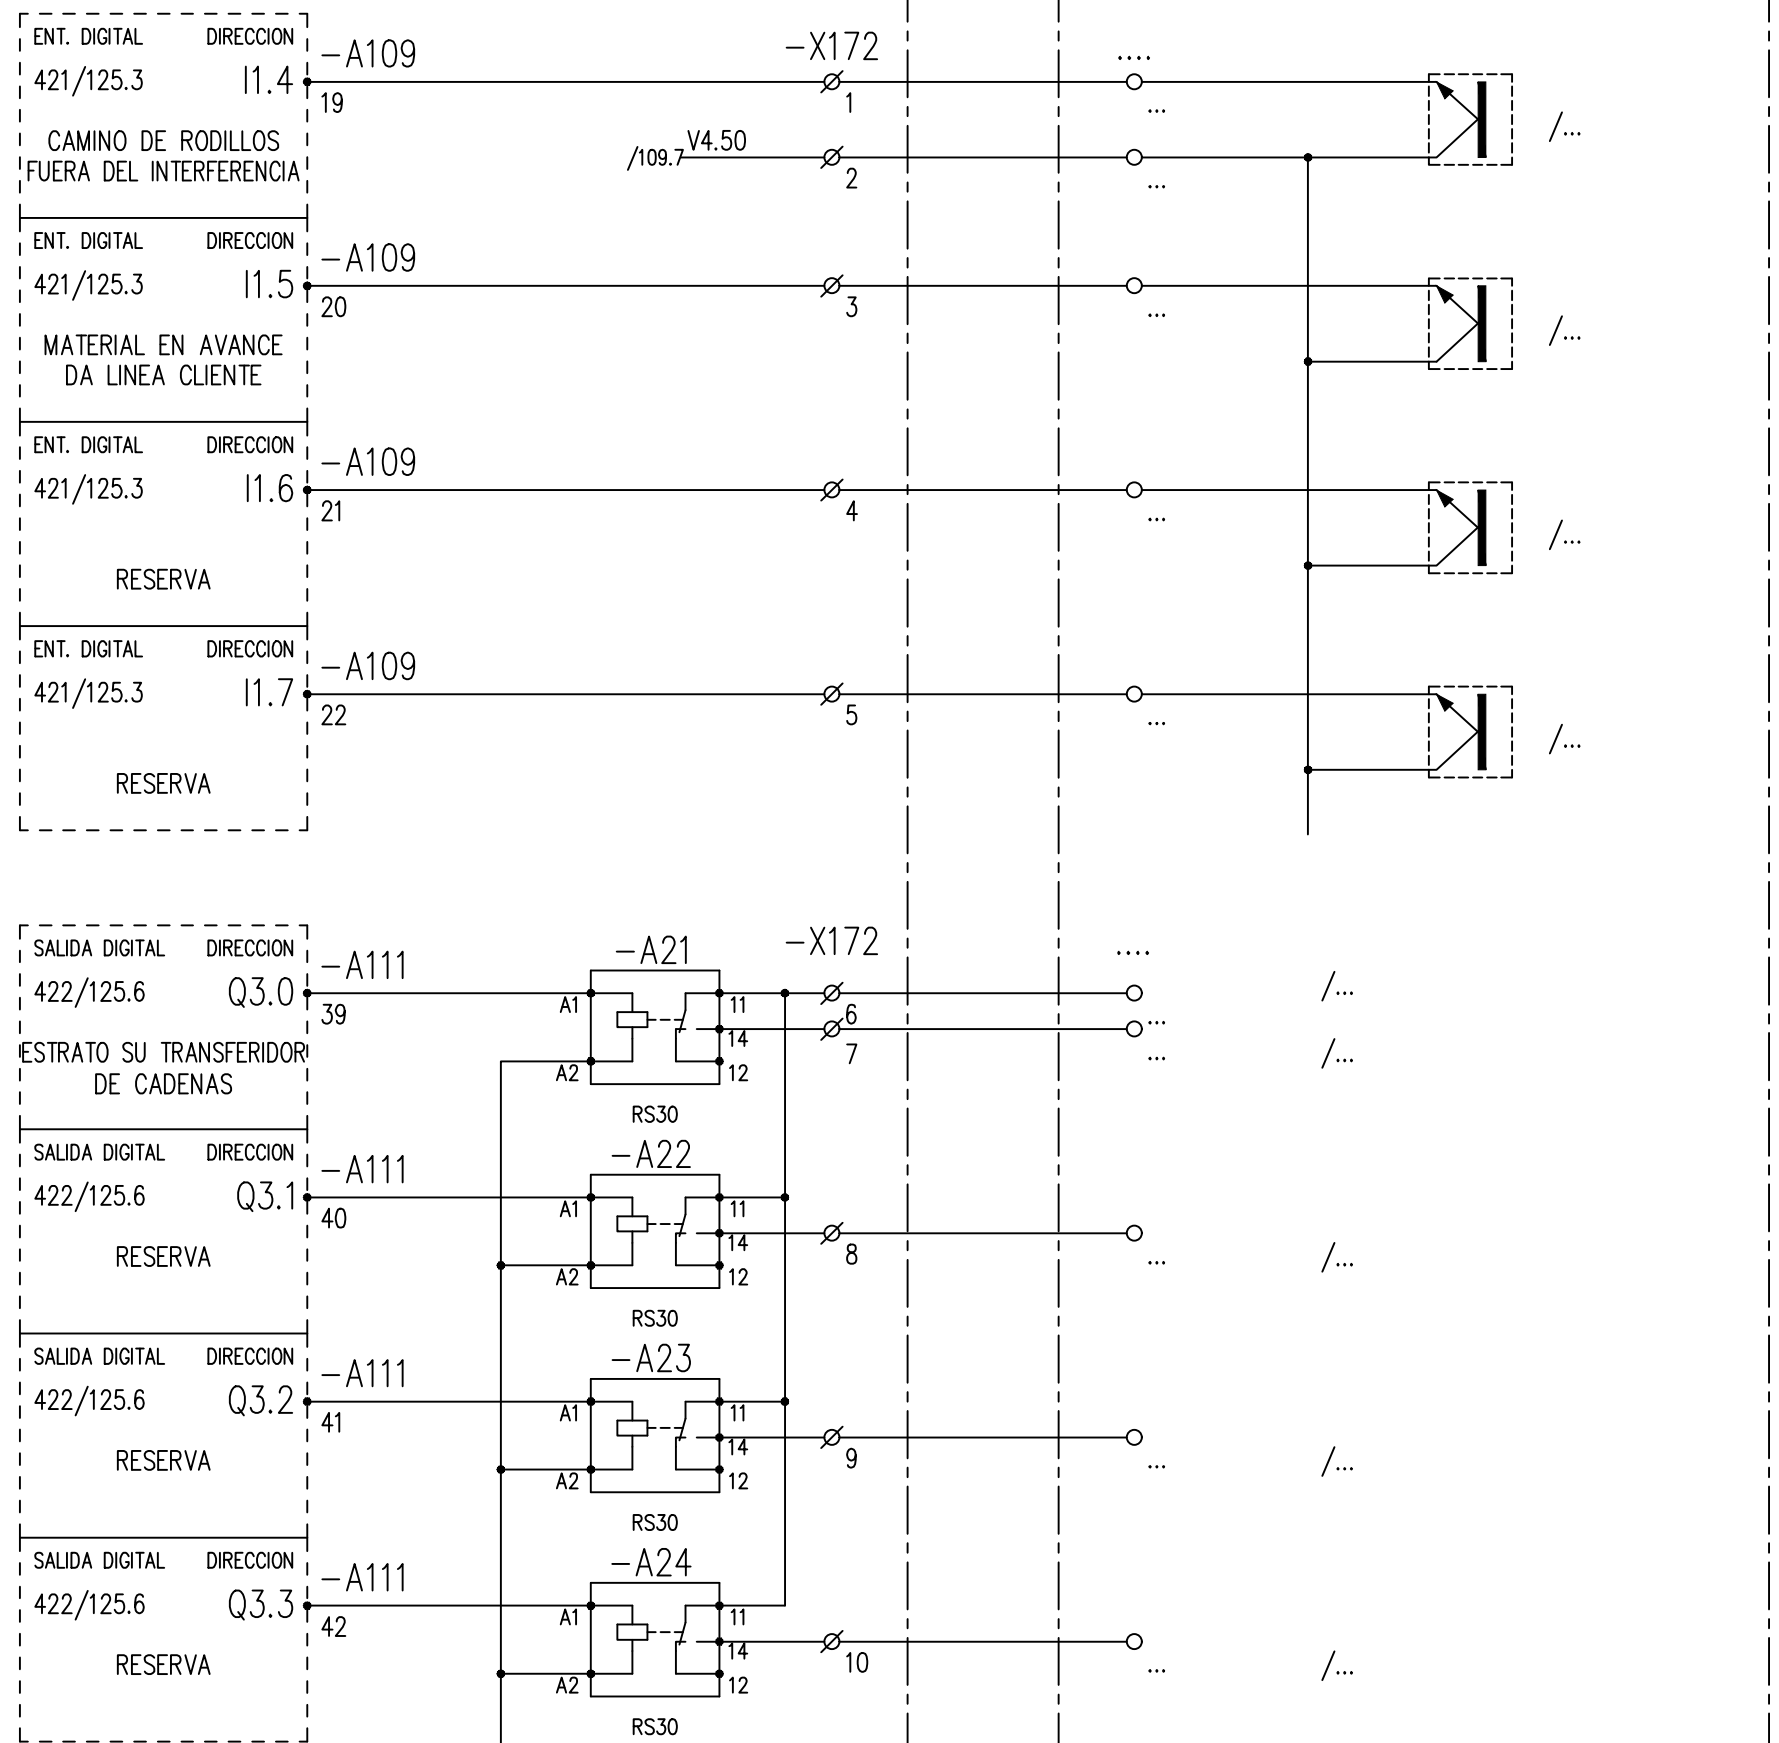 ENT. DIGITAL DIRECCION
-A109
-X172
....
421/125.3 I1.4
19
1
...
CAMINO DE RODILLOS
FUERA DEL INTERFERENCIA
/109.7 V4.50
2
...
/...
ENT. DIGITAL DIRECCION
-A109
421/125.3 I1.5
20
3
...
/...
MATERIAL EN AVANCE
DA LINEA CLIENTE
ENT. DIGITAL DIRECCION
-A109
421/125.3 I1.6
21
4
...
/...
RESERVA
ENT. DIGITAL DIRECCION
-A109
421/125.3 I1.7
22
5
...
/...
RESERVA
SALIDA DIGITAL DIRECCION
-A111
-A21
-X172
....
422/125.6 Q3.0
39
A1
11
6
...
/...
14
7
...
/...
ESTRATO SU TRANSFERIDOR
DE CADENAS
A2
12
RS30
SALIDA DIGITAL DIRECCION
-A111
-A22
422/125.6 Q3.1
40
A1
11
14
8
...
/...
RESERVA
A2
12
RS30
SALIDA DIGITAL DIRECCION
-A111
-A23
422/125.6 Q3.2
41
A1
11
14
9
...
/...
RESERVA
A2
12
RS30
SALIDA DIGITAL DIRECCION
-A111
-A24
422/125.6 Q3.3
42
A1
11
14
10
...
/...
RESERVA
A2
12
RS30